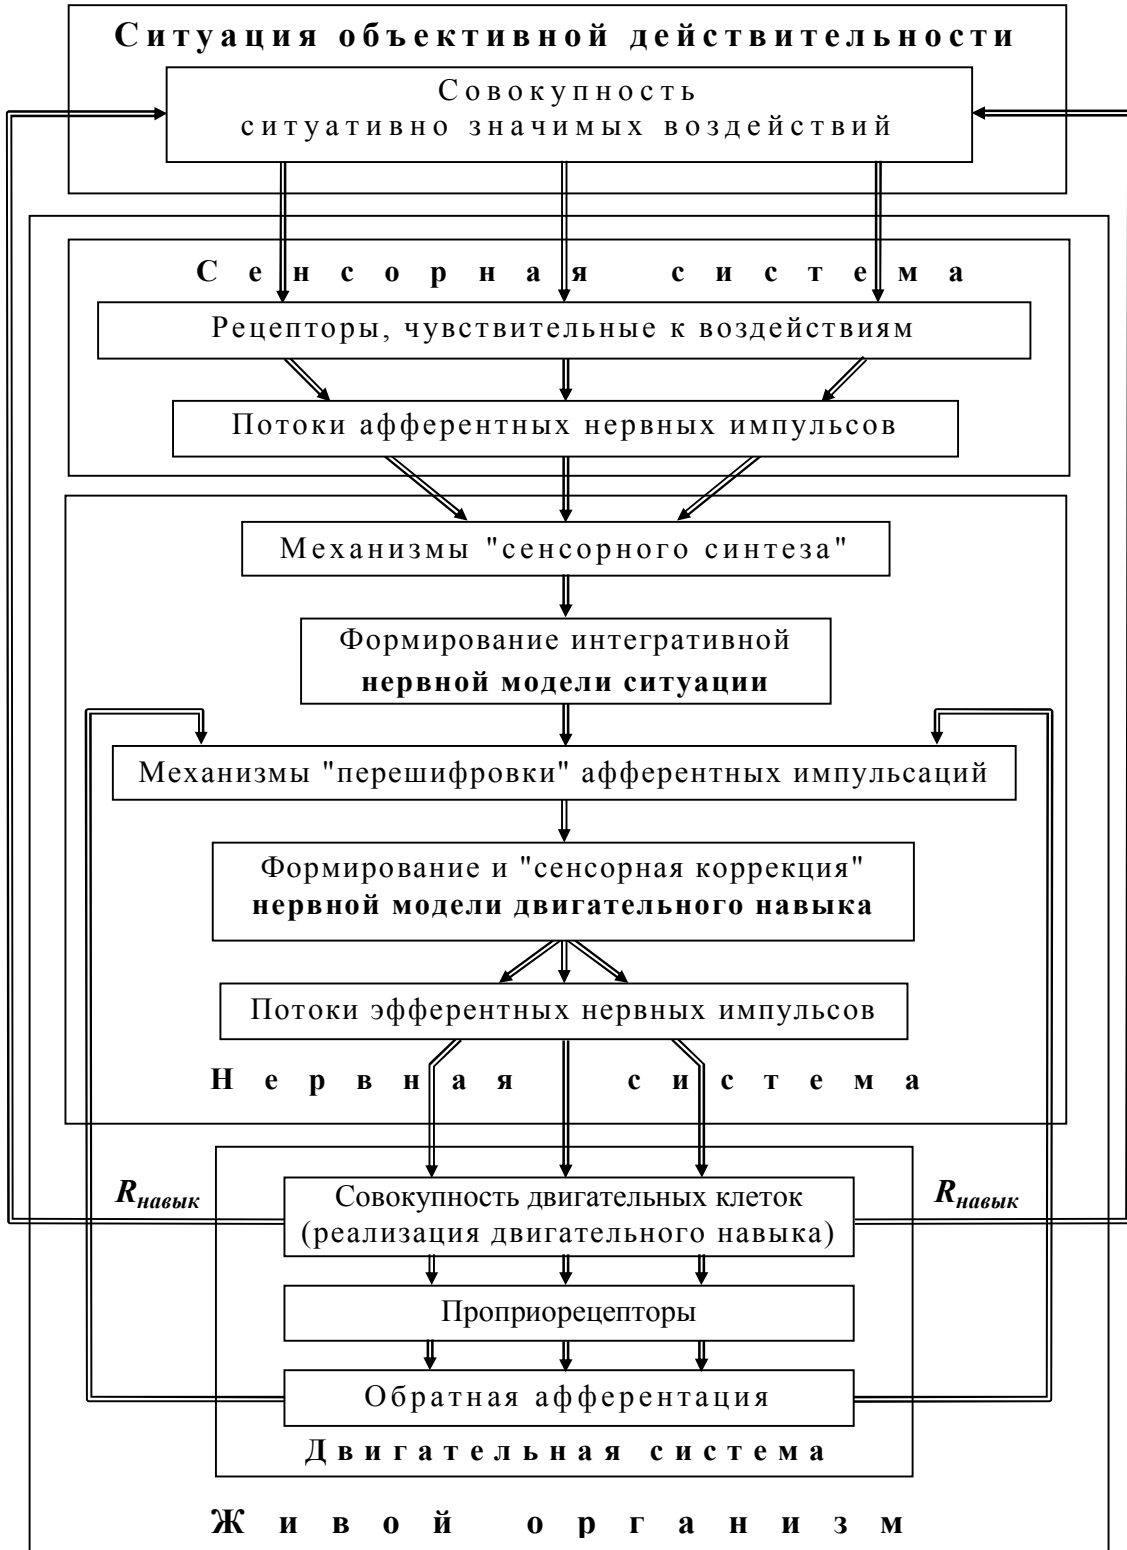 Ситуация объективной действительности
Совокупность
ситуативно значимых воздействий
Сенсорная система
Рецепторы, чувствительные к воздействиям
Потоки афферентных нервных импульсов
Механизмы "сенсорного синтеза"
Формирование интегративной
нервной модели ситуации
Механизмы "перешифровки" афферентных импульсаций
Формирование и "сенсорная коррекция"
нервной модели двигательного навыка
Потоки эфферентных нервных импульсов
Нервная система
Rнавык
Совокупность двигательных клеток
(реализация двигательного навыка)
Rнавык
Проприорецепторы
Обратная афферентация
Двигательная система
Живой организм